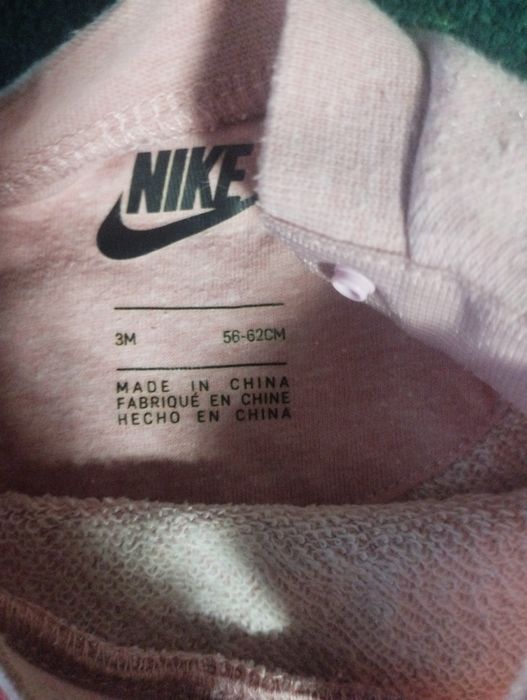 NIKE
3M 56-62CM
MADE IN CHINA
FABRIQUÉ EN CHINE
HECHO EN CHINA